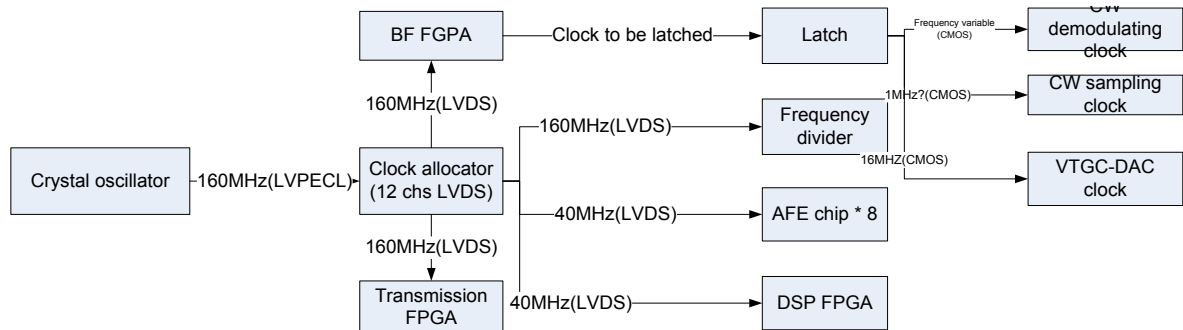 CW
demodulating
clock
Frequency variable
(CMOS)
BF FGPA
Clock to be latched
Latch
160MHz(LVDS)
1MHz?(CMOS)
CW sampling
clock
160MHz(LVDS)
Frequency
divider
16MHZ(CMOS)
Crystal oscillator
160MHz(LVPECL)
Clock allocator
(12 chs LVDS)
VTGC-DAC
clock
40MHz(LVDS)
AFE chip * 8
160MHz(LVDS)
Transmission
FPGA
40MHz(LVDS)
DSP FPGA